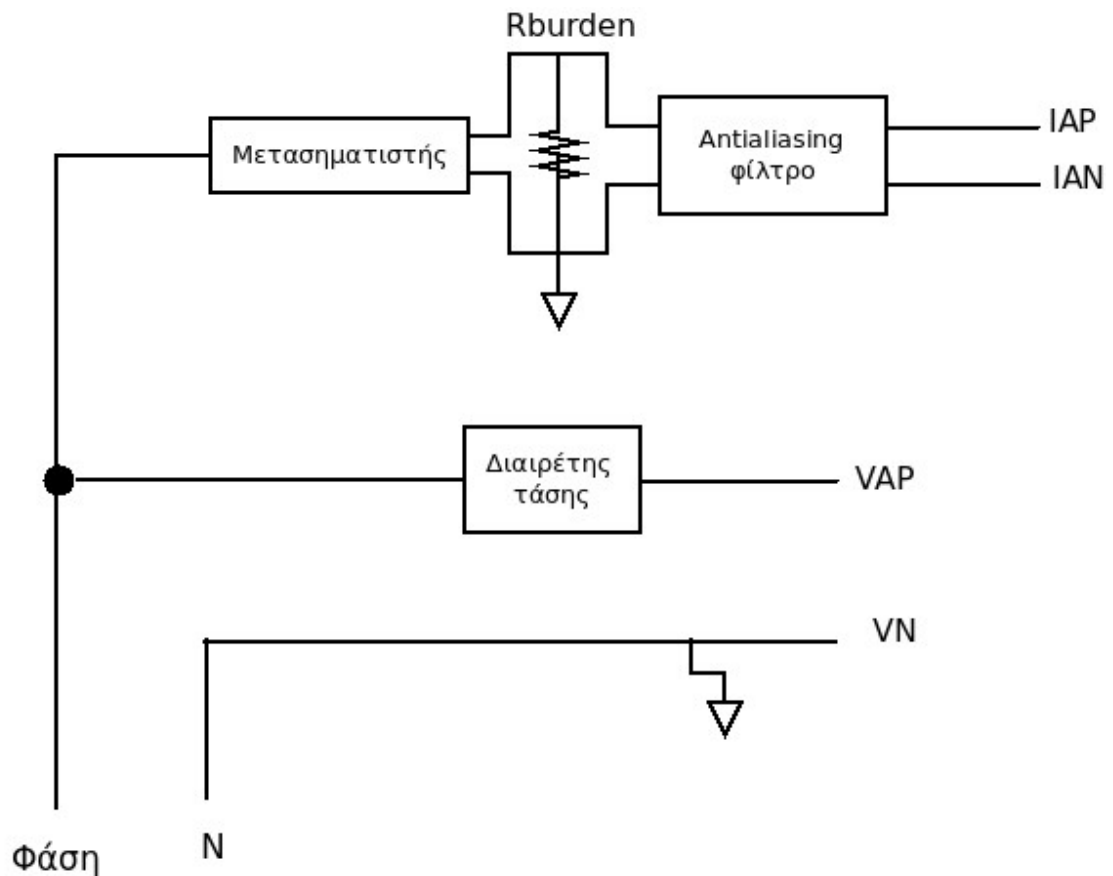 Rburden
Μετασηματιστής
Antialiasing
φίλτρο
IAP
IAN
Διαιρέτης
τάσης
VAP
VN
Φάση
N